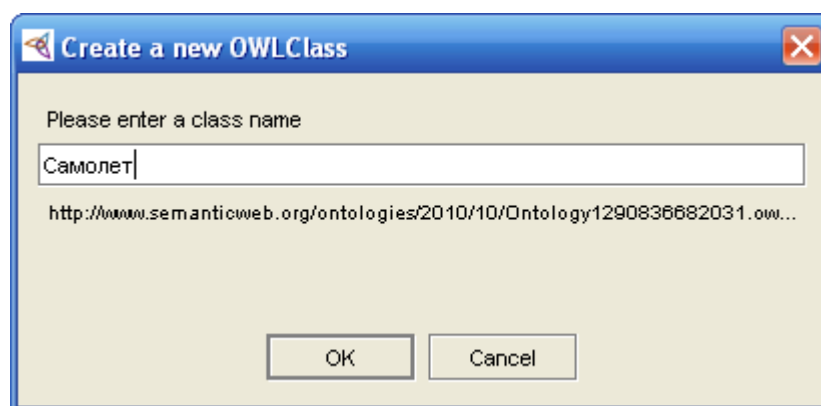 Create a new OWLClass
Please enter a class name
Самолет
http://www.semanticweb.org/ontologies/2010/10/Ontology1290836682031.ow...
OK Cancel